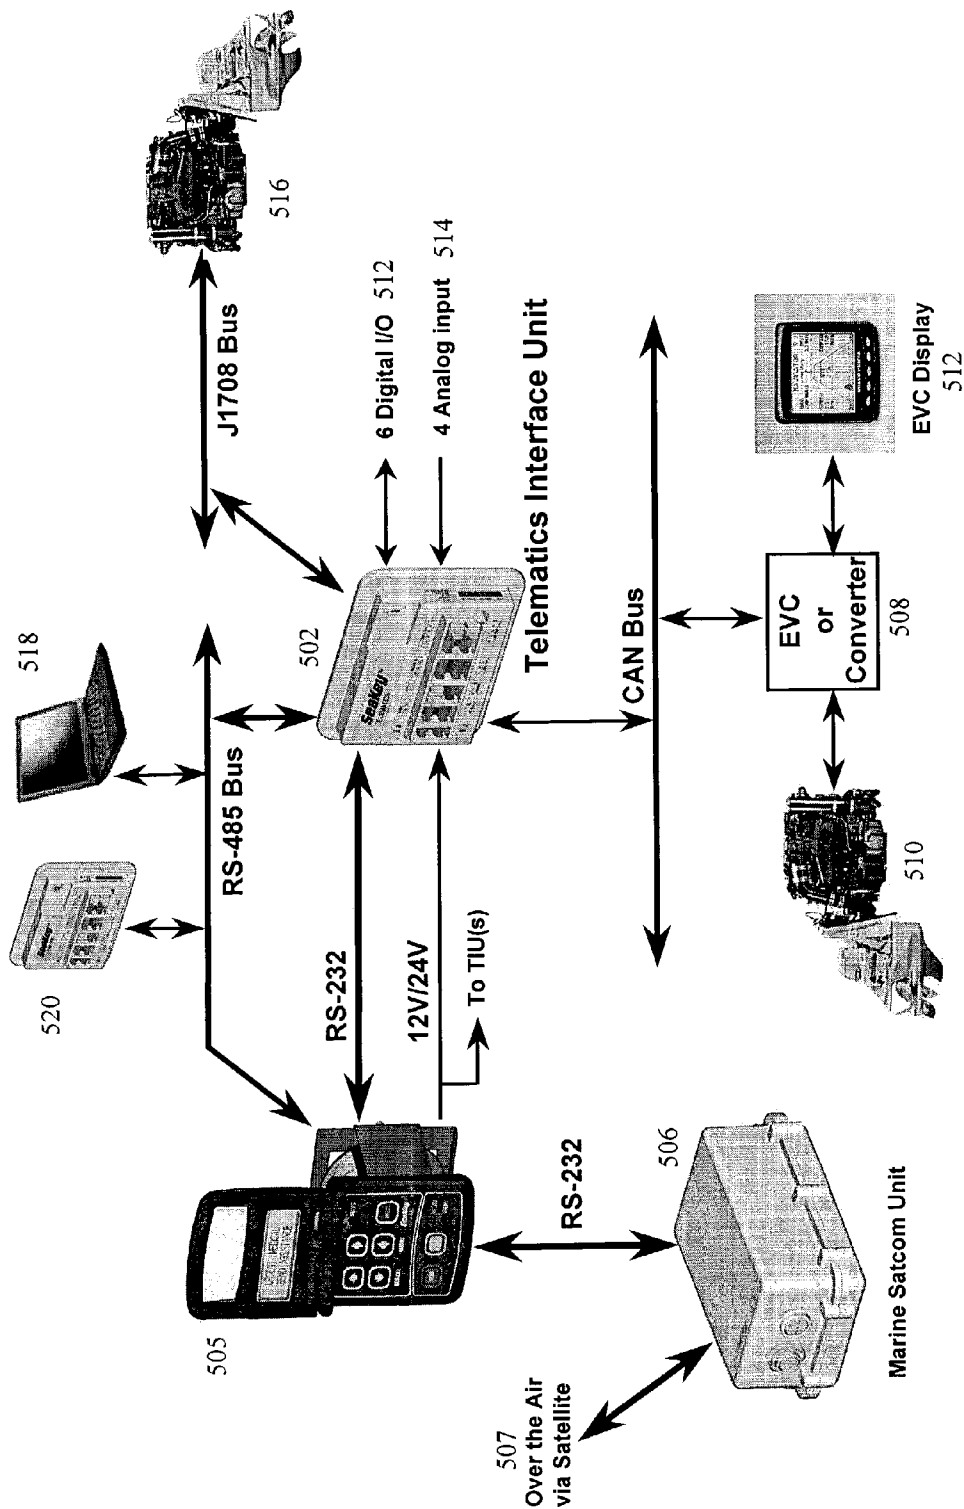 518
520
516
RS-485 Bus
J1708 Bus
502
SeaKey
6 Digital I/O 512
4 Analog input 514
RS-232
12V/24V
To TIU(s)
Telematics Interface Unit
505
RS-232
CAN Bus
506
507
Over the Air
via Satellite
Marine Satcom Unit
510
EVC
or
Converter
508
EVC Display
512